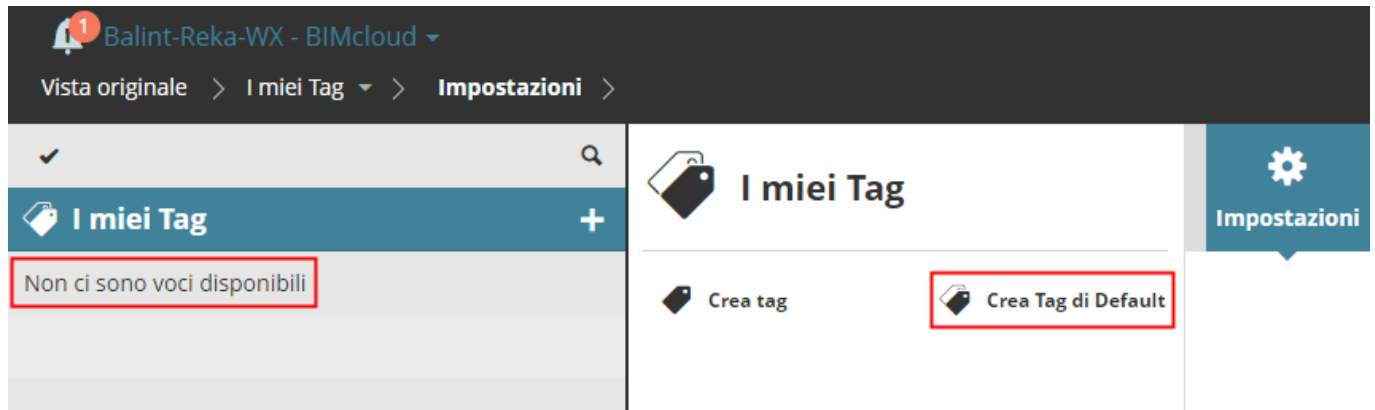 1
Balint-Reka-WX - BIMcloud
Vista originale > I miei Tag > Impostazioni >
I miei Tag
Non ci sono voci disponibili
I miei Tag
Crea tag
Crea Tag di Default
Impostazioni